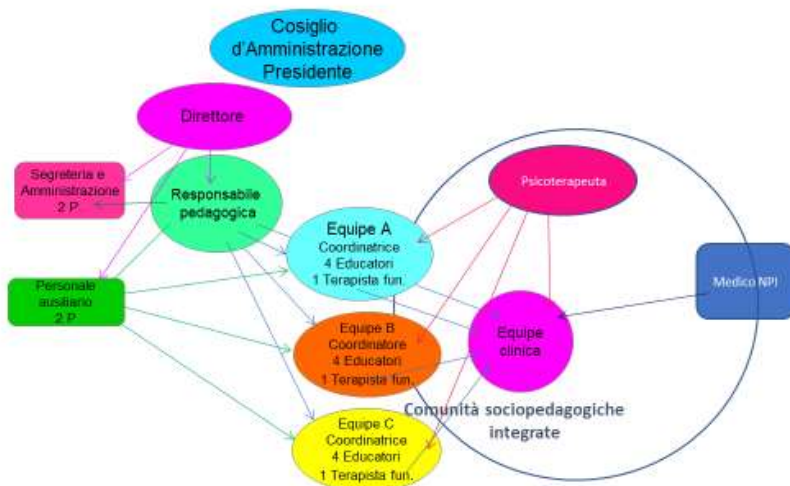 Cosiglio
d'Amministrazione
Presidente
Direttore
Segreteria e
Amministrazione
2 P.
Responsabile
pedagogica
Psicoterapeuta
Equipe A
Coordinatrice
4 Educatori
1 Terapista fun.
Personale
ausiliario
2 P
Medico NPI
Equipe B
Coordinatore
4 Educatori
1 Terapista fun.
Equipe
clinica
Comunità sociopedagogiche
integrate
Equipe C
Coordinatrice
4 Educatori
1 Terapista fun.